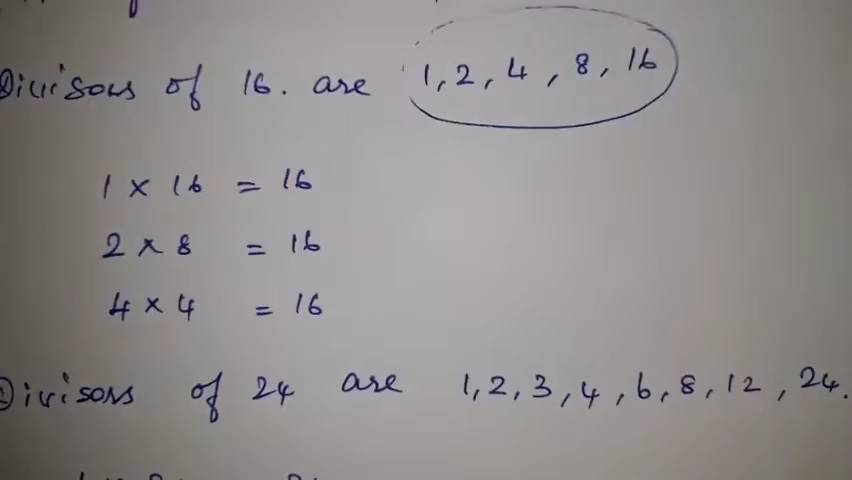 Divisors of 16. are 1, 2, 4, 8, 16
1 × 16 = 16
2 × 8 = 16
4 × 4 = 16
Divisors of 24 are 1, 2, 3, 4, 6, 8, 12, 24.